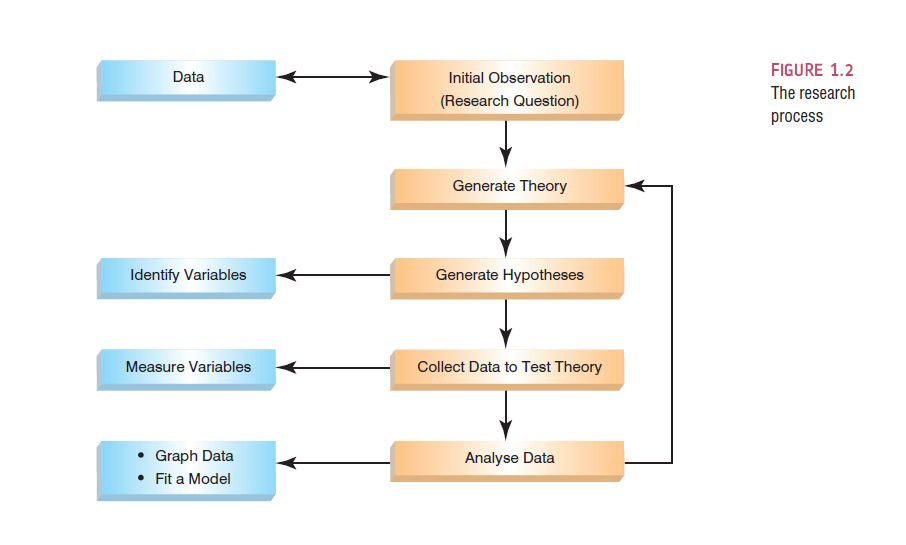 Data
Initial Observation
(Research Question)
FIGURE 1.2
The research
process
Generate Theory
Identify Variables
Generate Hypotheses
Measure Variables
Collect Data to Test Theory
• Graph Data
• Fit a Model
Analyse Data